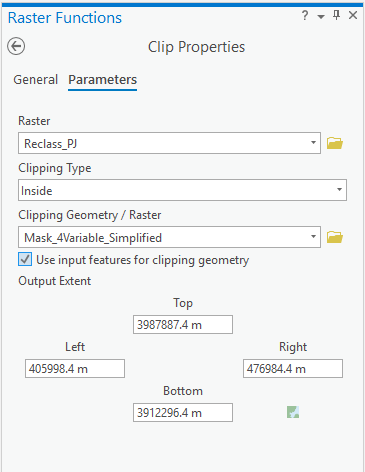 Raster Functions
Clip Properties
General Parameters
Raster
Reclass_PJ
Clipping Type
Inside
Clipping Geometry / Raster
Mask_4Variable_Simplified
Use input features for clipping geometry
Output Extent
Top
3987887.4 m
Left Right
405998.4 m 476984.4 m
Bottom
3912296.4 m